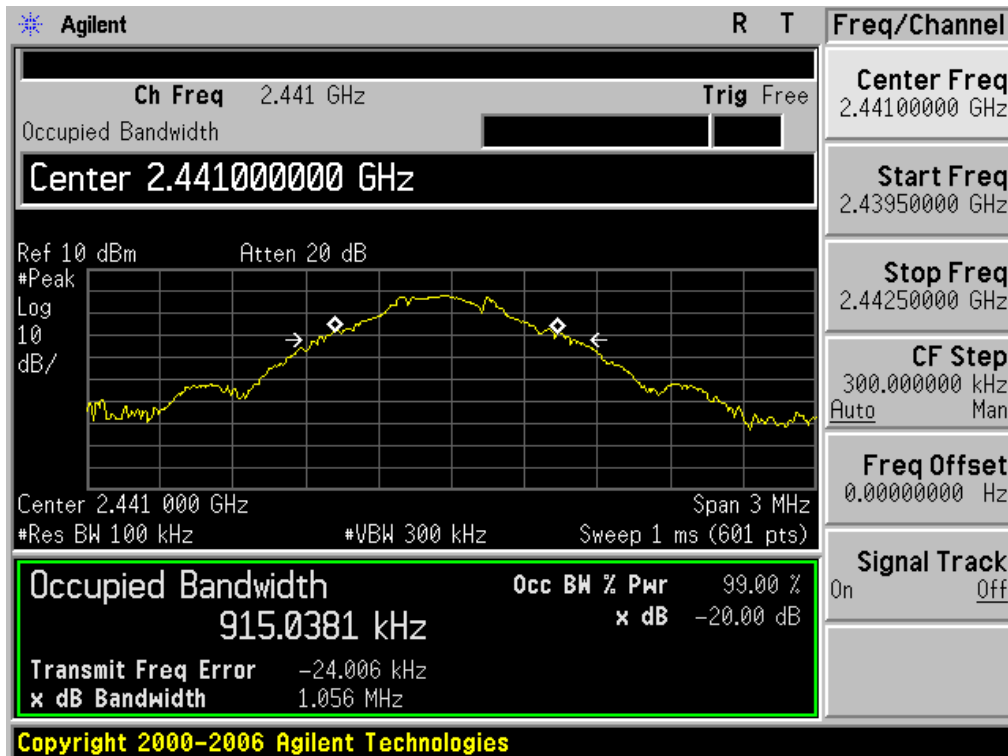 Agilent R T Freq/Channel
Ch Freq 2.441 GHz Trig Free
Occupied Bandwidth
Center 2.441000000 GHz
Ref 10 dBm Atten 20 dB
#Peak
Log
10
dB/
Center 2.441 000 GHz Span 3 MHz
#Res BW 100 kHz #VBW 300 kHz Sweep 1 ms (601 pts)
Occupied Bandwidth Occ BW % Pwr 99.00 %
915.0381 kHz x dB -20.00 dB
Transmit Freq Error -24.006 kHz
x dB Bandwidth 1.056 MHz
Center Freq
2.44100000 GHz
Start Freq
2.43950000 GHz
Stop Freq
2.44250000 GHz
CF Step
300.000000 kHz
Auto Man
Freq Offset
0.00000000 Hz
Signal Track
On Off
Copyright 2000-2006 Agilent Technologies